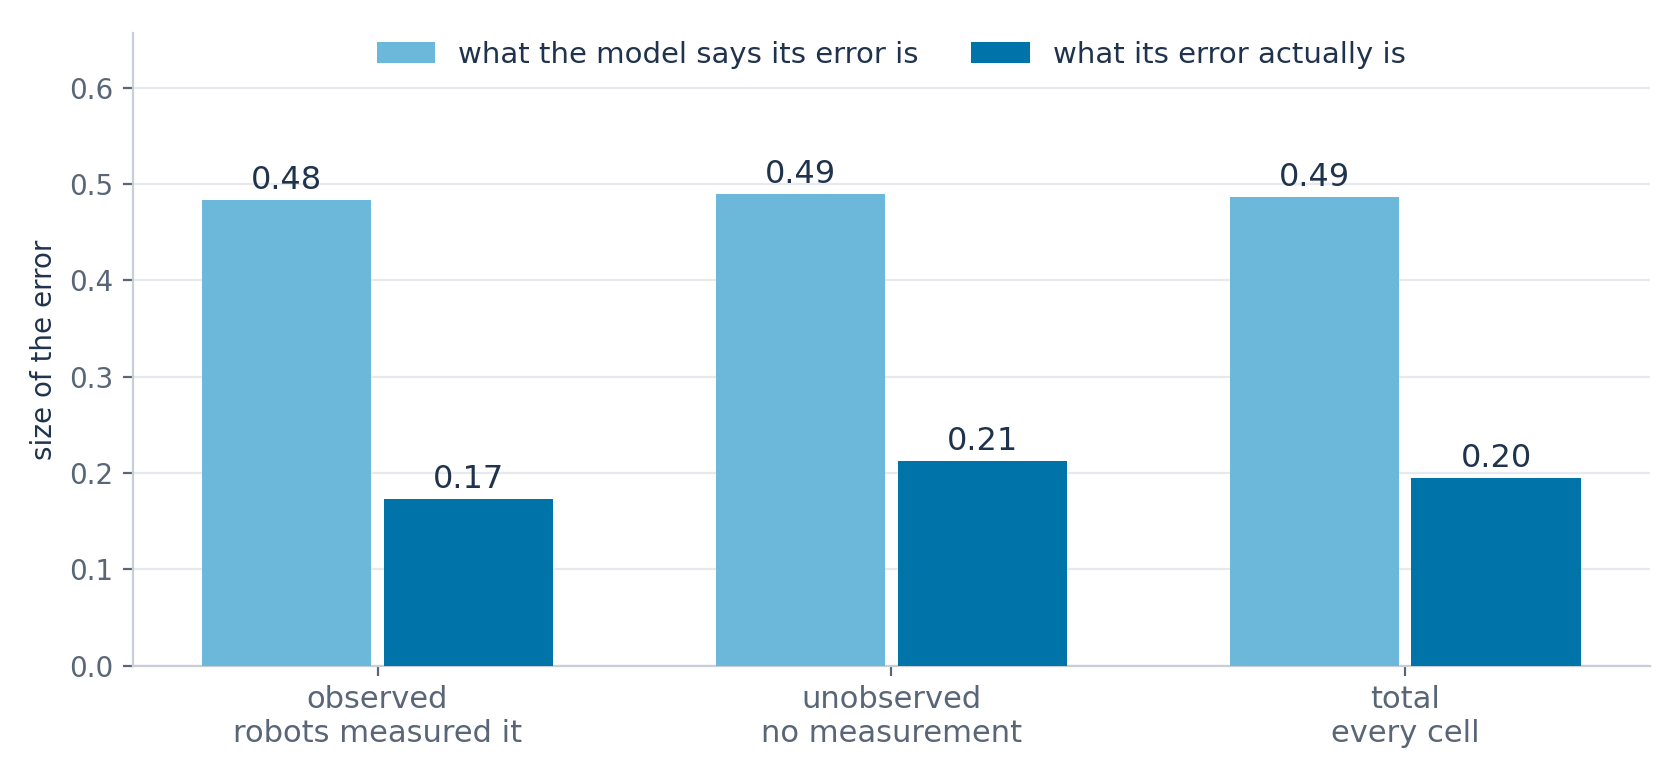 what the model says its error is
what its error actually is
size of the error
0.6
0.5
0.4
0.3
0.2
0.1
0.0
0.48
0.17
0.49
0.21
0.49
0.20
observed
robots measured it
unobserved
no measurement
total
every cell